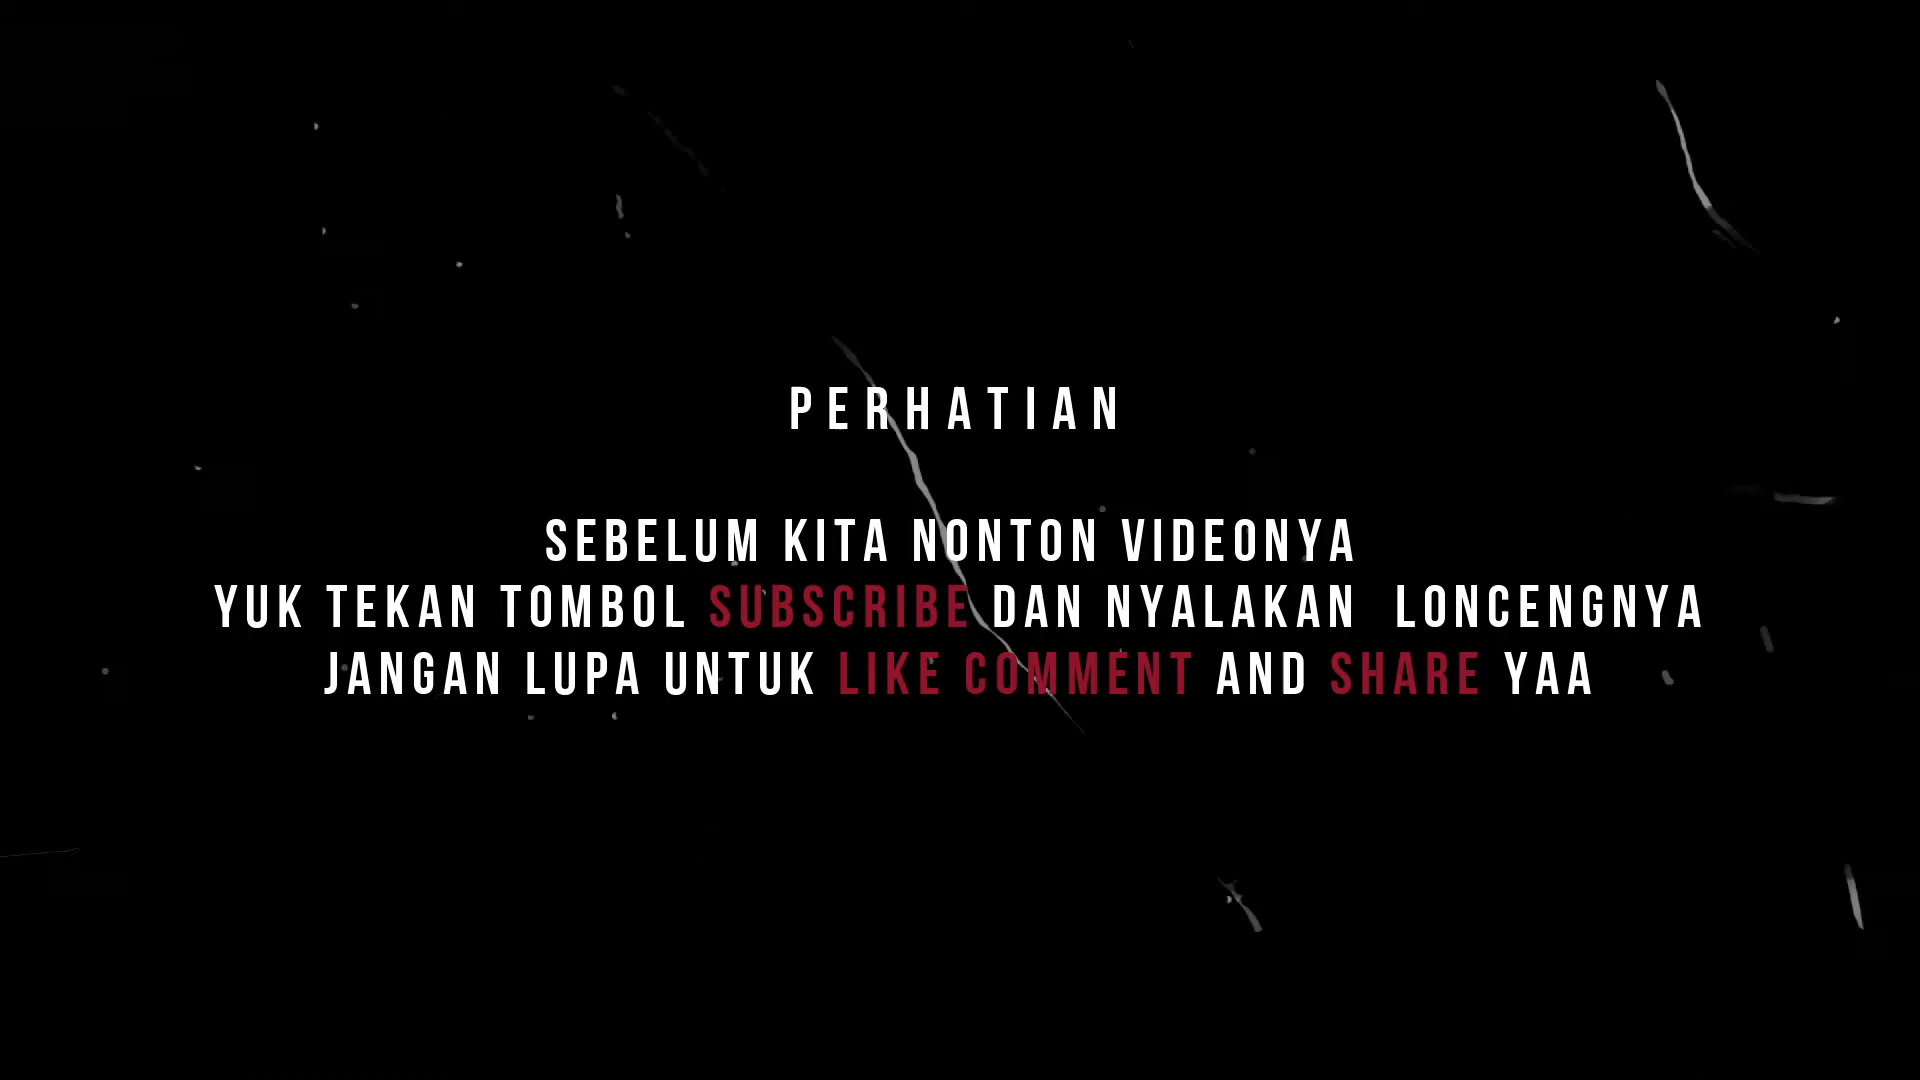 PERHATIAN
SEBELUM KITA NONTON VIDEONYA
YUK TEKAN TOMBOL SUBSCRIBE DAN NYALAKAN LONCENGNYA
JANGAN LUPA UNTUK LIKE COMMENT AND SHARE YAA